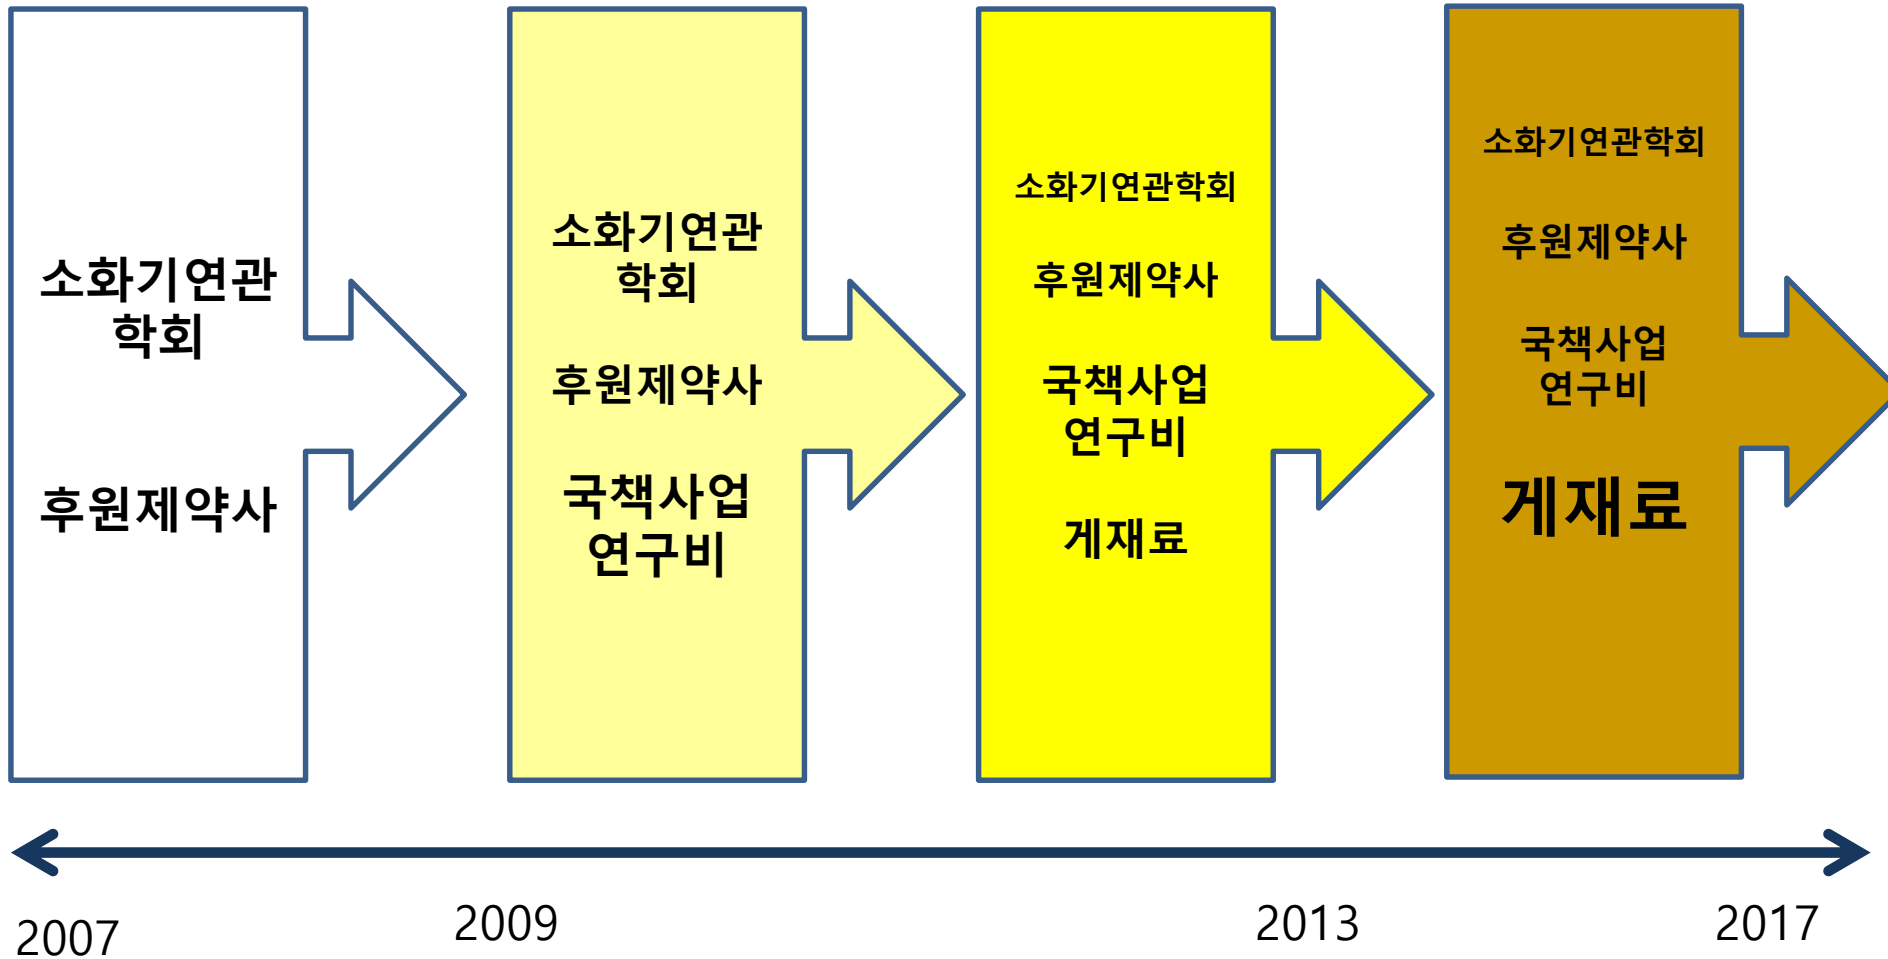 소화기연관
학회
후원제약사
소화기연관
학회
후원제약사
국책사업
연구비
소화기연관학회
후원제약사
국책사업
연구비
게재료
소화기연관학회
후원제약사
국책사업
연구비
게재료
2007
2009
2013
2017